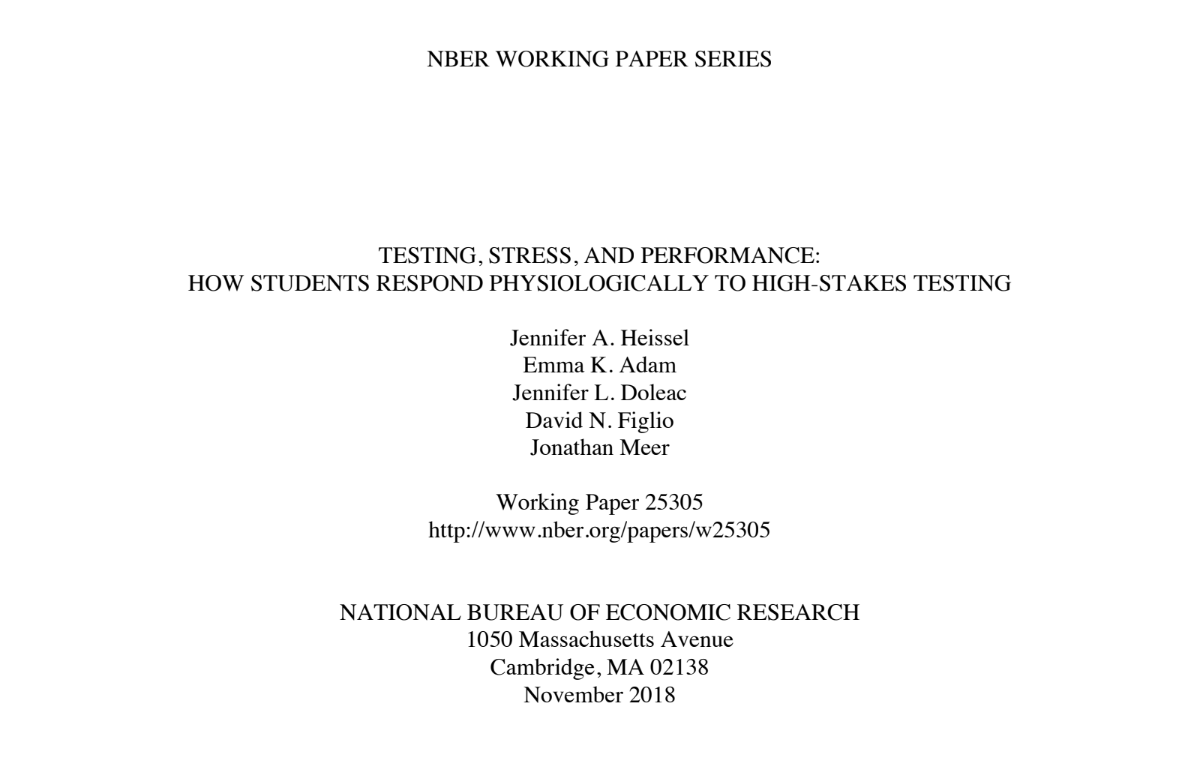 NBER WORKING PAPER SERIES
TESTING, STRESS, AND PERFORMANCE:
HOW STUDENTS RESPOND PHYSIOLOGICALLY TO HIGH-STAKES TESTING
Jennifer A. Heissel
Emma K. Adam
Jennifer L. Doleac
David N. Figlio
Jonathan Meer
Working Paper 25305
http://www.nber.org/papers/w25305
NATIONAL BUREAU OF ECONOMIC RESEARCH
1050 Massachusetts Avenue
Cambridge, MA 02138
November 2018